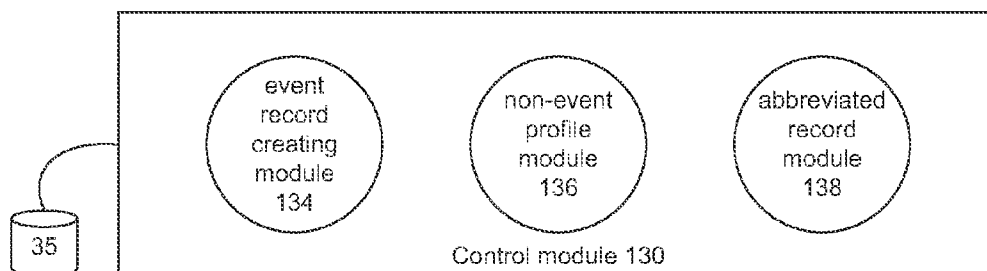 event
record
creating
module
134
non-event
profile
module
136
abbreviated
record
module
138
35
Control module 130